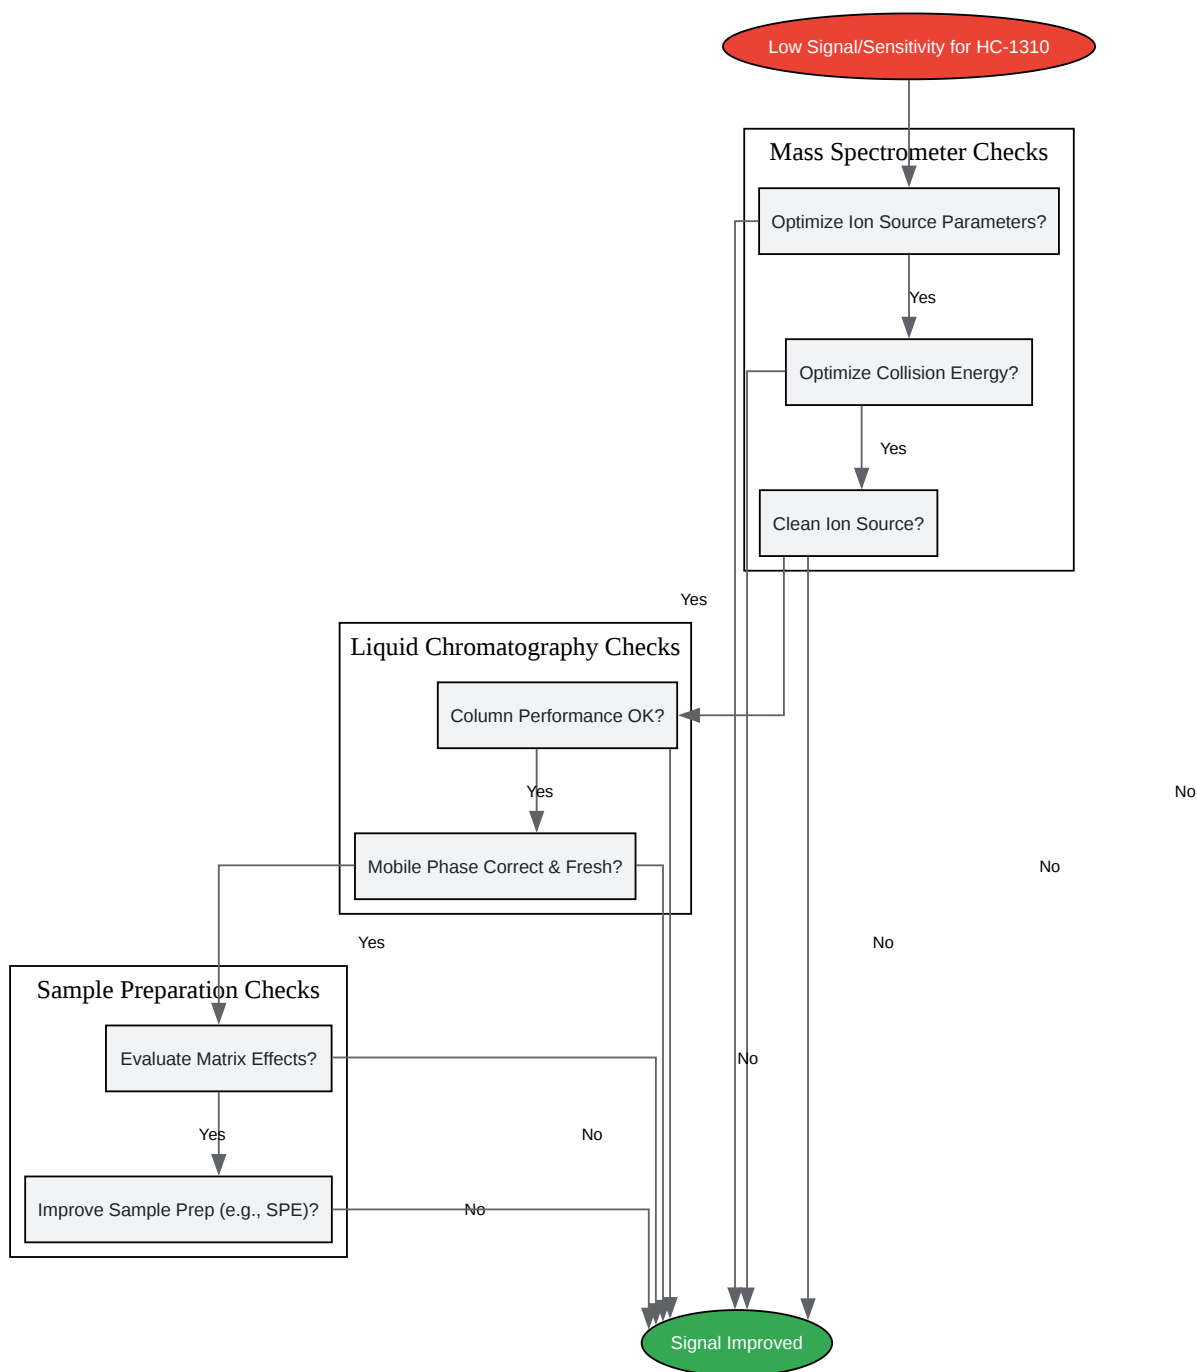 Low Signal/Sensitivity for HC-1310
Mass Spectrometer Checks
Optimize Ion Source Parameters?
Yes
Optimize Collision Energy?
Yes
Clean Ion Source?
Yes
Liquid Chromatography Checks
Column Performance OK?
Yes
No
Mobile Phase Correct & Fresh?
No
Yes
No
Sample Preparation Checks
Evaluate Matrix Effects?
No
Yes
No
Improve Sample Prep (e.g., SPE)?
No
Signal Improved